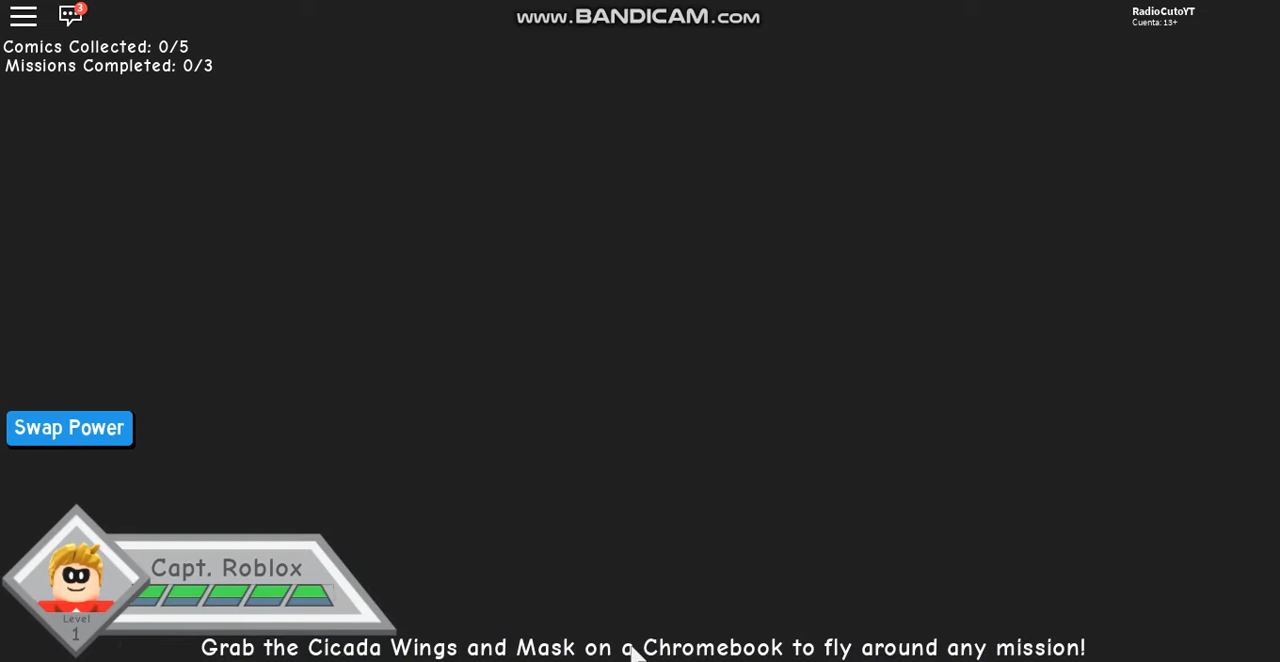 3
www.BANDICAM.com
RadioCutoYT
Cuenta: 13+
Comics Collected: 0/5
Missions Completed: 0/3
Swap Power
Capt. Roblox
Level
1
Grab the Cicada Wings and Mask on a Chromebook to fly around any mission!